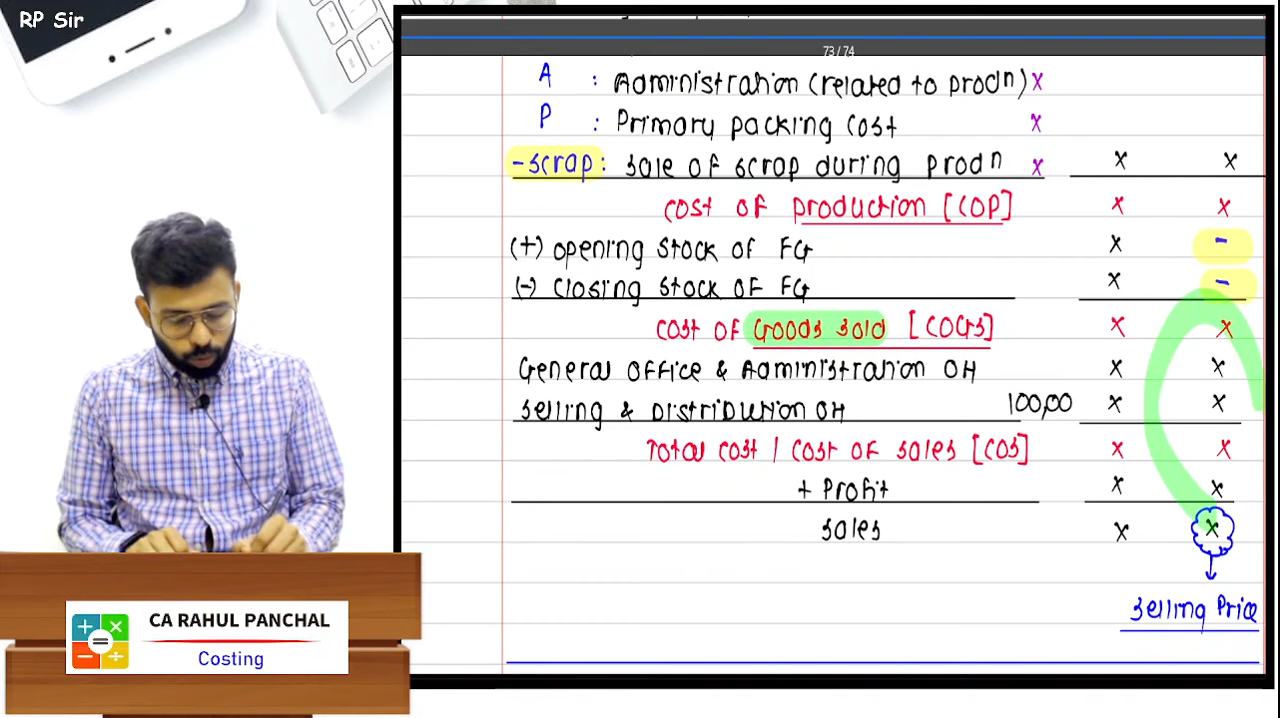 RP Sir
73 / 74
A : Administration (related to prodn) x
P : Primary packing cost x
-scrap: sale of scrap during prodn x x x
cost of production [COP] x x
(+) opening stock of FG x -
(-) closing stock of FG x -
cost of Goods sold [COGS] x x
General office & Administration OH x x
selling & Distribution OH 100,00 x x
Total cost / cost of sales [COS] x x
+ Profit x x
sales x x
selling Price
CA RAHUL PANCHAL
Costing